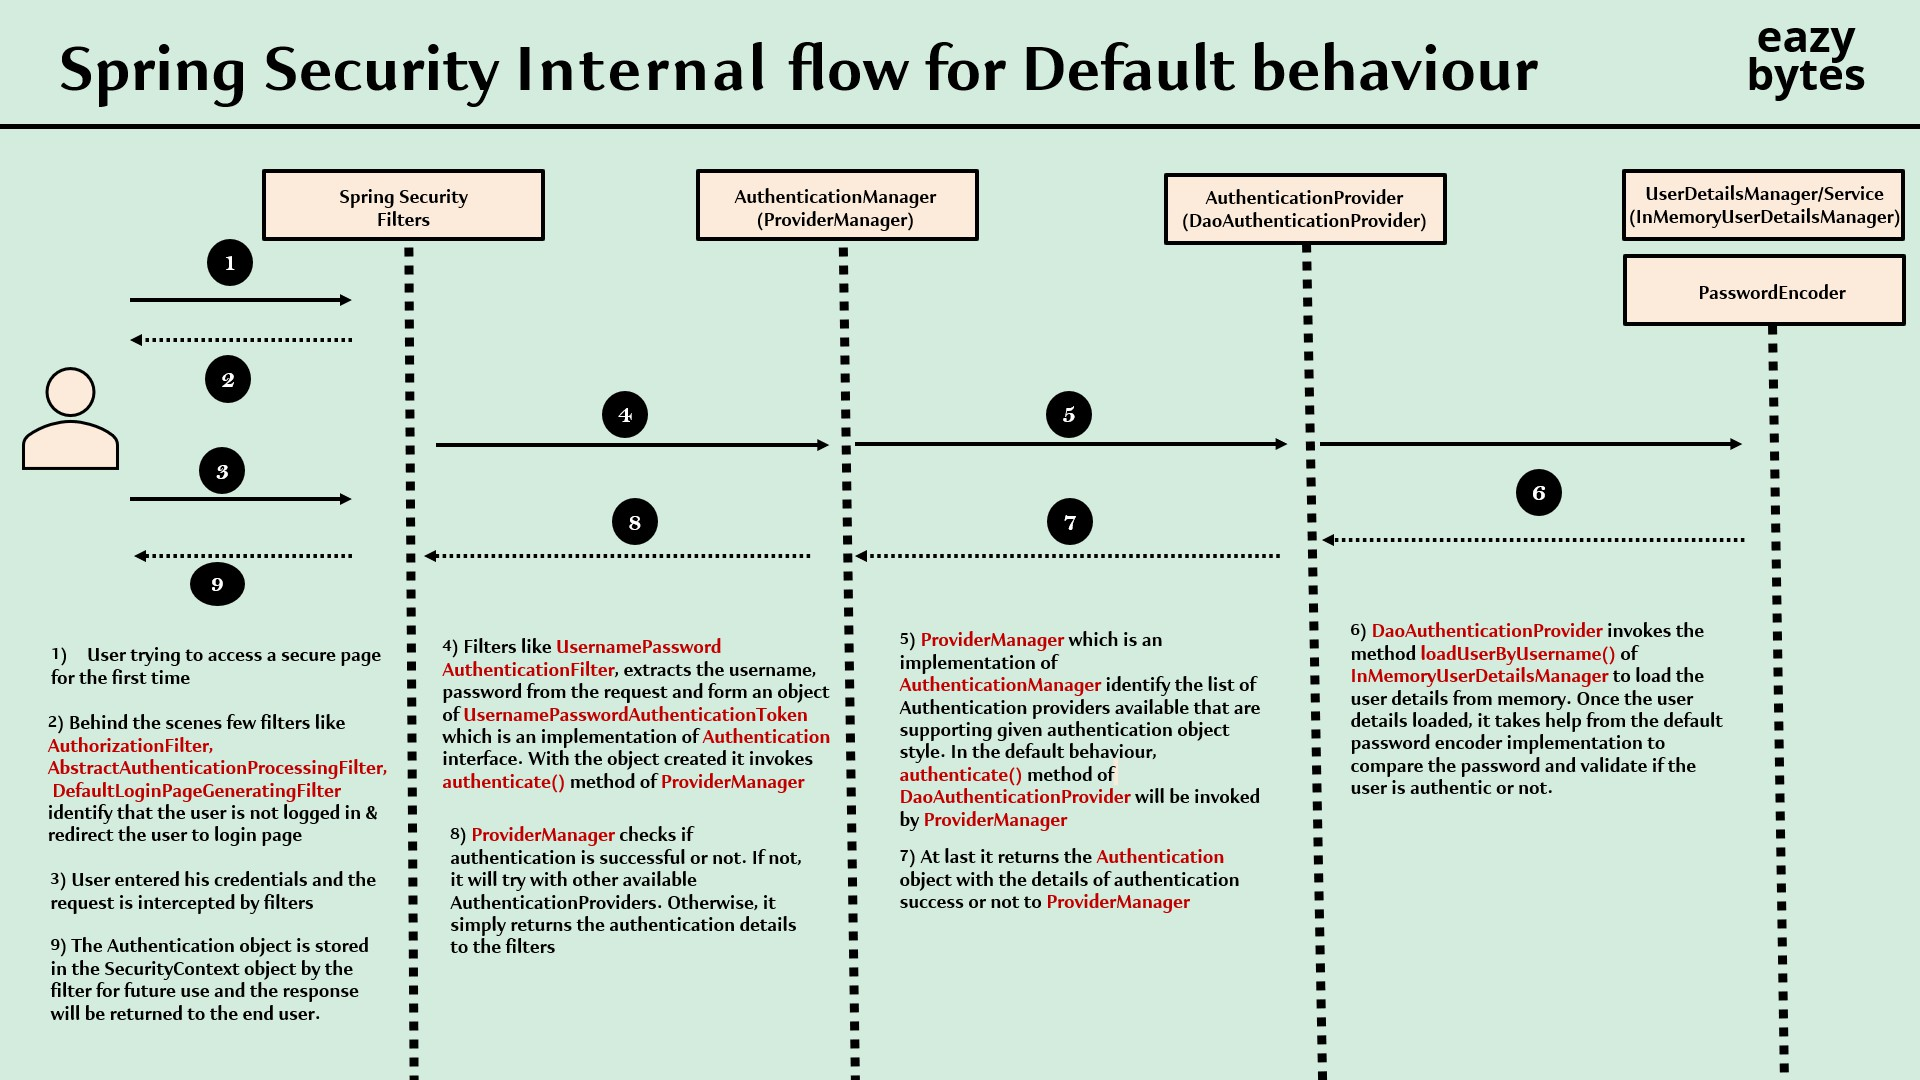 Spring Security Internal flow for Default behaviour
eazy
bytes
Spring Security
Filters
AuthenticationManager
(ProviderManager)
AuthenticationProvider
(DaoAuthenticationProvider)
UserDetailsManager/Service
(InMemoryUserDetailsManager)
PasswordEncoder
1
2
3
4
5
6
7
8
9
1) User trying to access a secure page
for the first time
2) Behind the scenes few filters like
AuthorizationFilter,
AbstractAuthenticationProcessingFilter,
DefaultLoginPageGeneratingFilter
identify that the user is not logged in &
redirect the user to login page
3) User entered his credentials and the
request is intercepted by filters
9) The Authentication object is stored
in the SecurityContext object by the
filter for future use and the response
will be returned to the end user.
4) Filters like UsernamePassword
AuthenticationFilter, extracts the username,
password from the request and form an object
of UsernamePasswordAuthenticationToken
which is an implementation of Authentication
interface. With the object created it invokes
authenticate() method of ProviderManager
8) ProviderManager checks if
authentication is successful or not. If not,
it will try with other available
AuthenticationProviders. Otherwise, it
simply returns the authentication details
to the filters
5) ProviderManager which is an
implementation of
AuthenticationManager identify the list of
Authentication providers available that are
supporting given authentication object
style. In the default behaviour,
authenticate() method of
DaoAuthenticationProvider will be invoked
by ProviderManager
7) At last it returns the Authentication
object with the details of authentication
success or not to ProviderManager
6) DaoAuthenticationProvider invokes the
method loadUserByUsername() of
InMemoryUserDetailsManager to load the
user details from memory. Once the user
details loaded, it takes help from the default
password encoder implementation to
compare the password and validate if the
user is authentic or not.